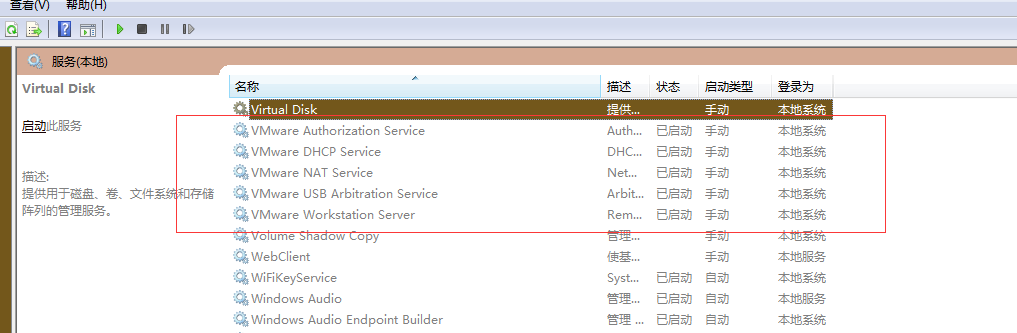 查看(V) 帮助(H)
服务(本地)
Virtual Disk
启动此服务
描述:
提供用于磁盘、卷、文件系统和存储
阵列的管理服务。
名称 描述 状态 启动类型 登录为
Virtual Disk 提供... 手动 本地系统
VMware Authorization Service Auth... 已启动 手动 本地系统
VMware DHCP Service DHC... 已启动 手动 本地系统
VMware NAT Service Net... 已启动 手动 本地系统
VMware USB Arbitration Service Arbit... 已启动 手动 本地系统
VMware Workstation Server Rem... 已启动 手动 本地系统
Volume Shadow Copy 管理... 手动 本地系统
WebClient 使基... 手动 本地服务
WiFiKeyService Syst... 已启动 自动 本地系统
Windows Audio 管理... 已启动 自动 本地服务
Windows Audio Endpoint Builder 管理 ... 已启动 自动 本地系统